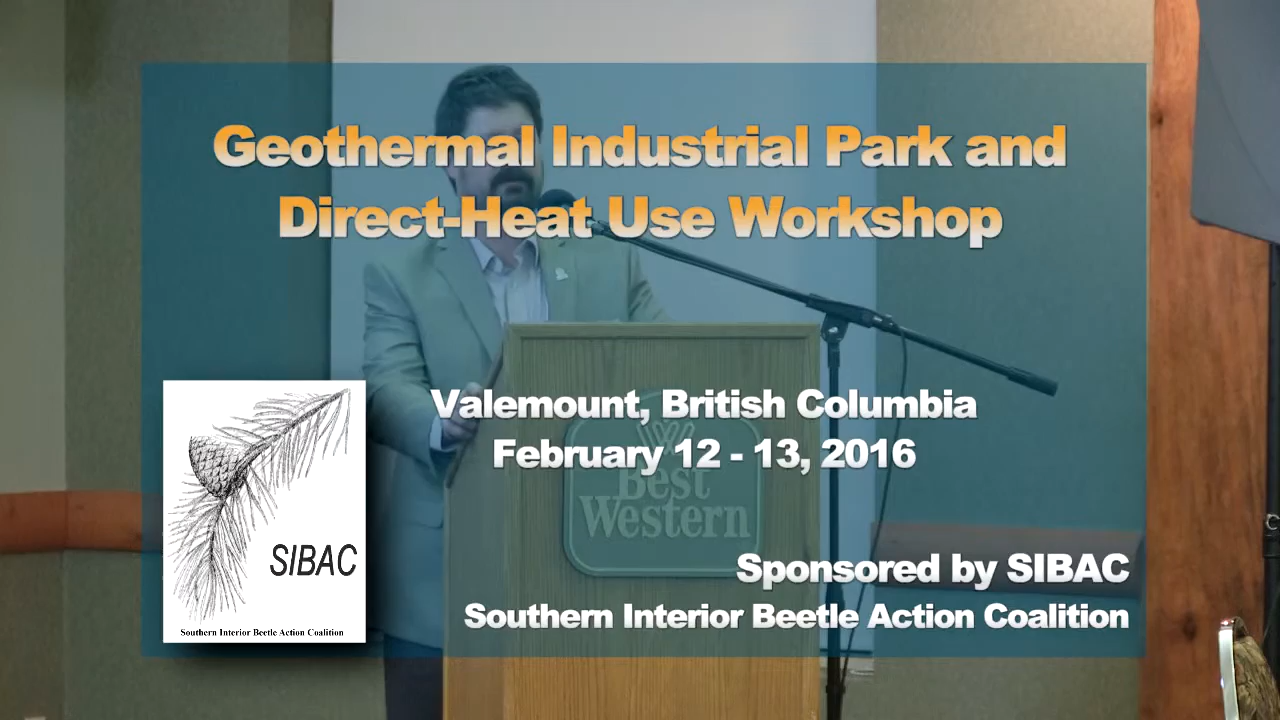 Geothermal Industrial Park and
Direct-Heat Use Workshop
Valemount, British Columbia
February 12 - 13, 2016
Best
Western
SIBAC
Southern Interior Beetle Action Coalition
Sponsored by SIBAC
Southern Interior Beetle Action Coalition